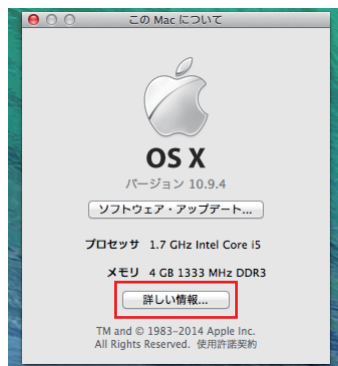 この Mac について
OS X
バージョン 10.9.4
ソフトウェア・アップデート...
プロセッサ 1.7 GHz Intel Core i5
メモリ 4 GB 1333 MHz DDR3
詳しい情報...
TM and © 1983-2014 Apple Inc.
All Rights Reserved. 使用許諾契約